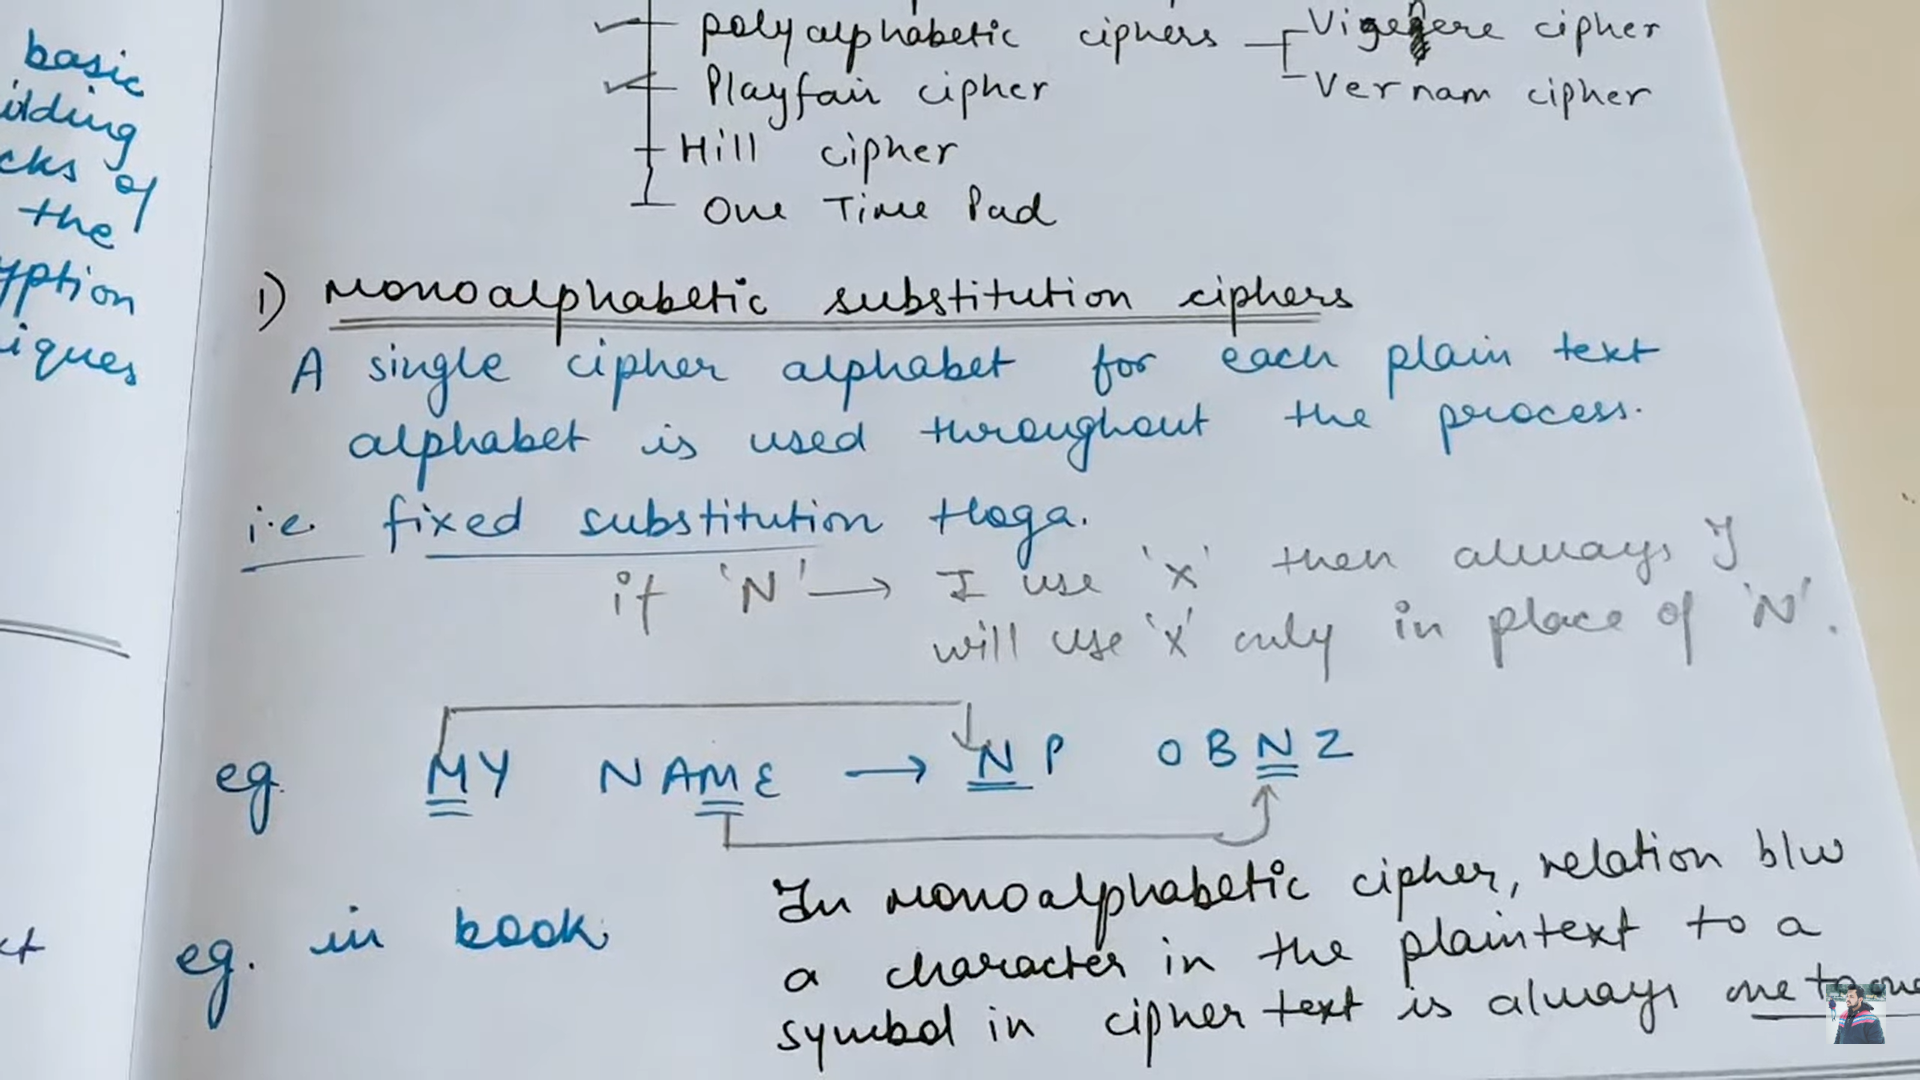 basic
ilding
cks of
the
yption
iques
polyalphabetic ciphers
Vigenere cipher
Vernam cipher
Playfair cipher
Hill cipher
One Time Pad
1) Monoalphabetic substitution ciphers
A single cipher alphabet for each plain text
alphabet is used throughout the process.
i.e fixed substitution Hoga.
if 'N' → I use 'x' then always I
will use 'x' only in place of 'N'.
eg. MY NAME → NP OBNZ
eg. in book.
In monoalphabetic cipher, relation b/w
a character in the plaintext to a
symbol in cipher text is always one to one